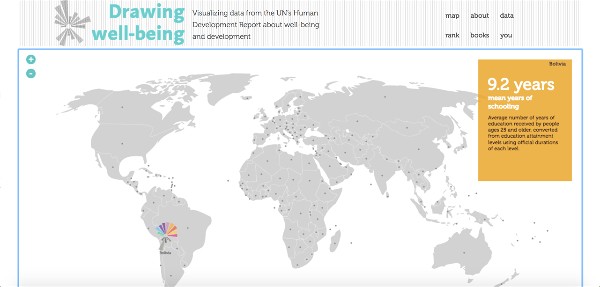 Drawing
well-being
Visualizing data from the UN's Human
Development Report about well-being
and development
map about data
rank books you
+
-
Bolivia
9.2 years
mean years of
schooling
Average number of years of
education received by people
ages 25 and older, converted
from education attainment
levels using official durations
of each level.
Bolivia